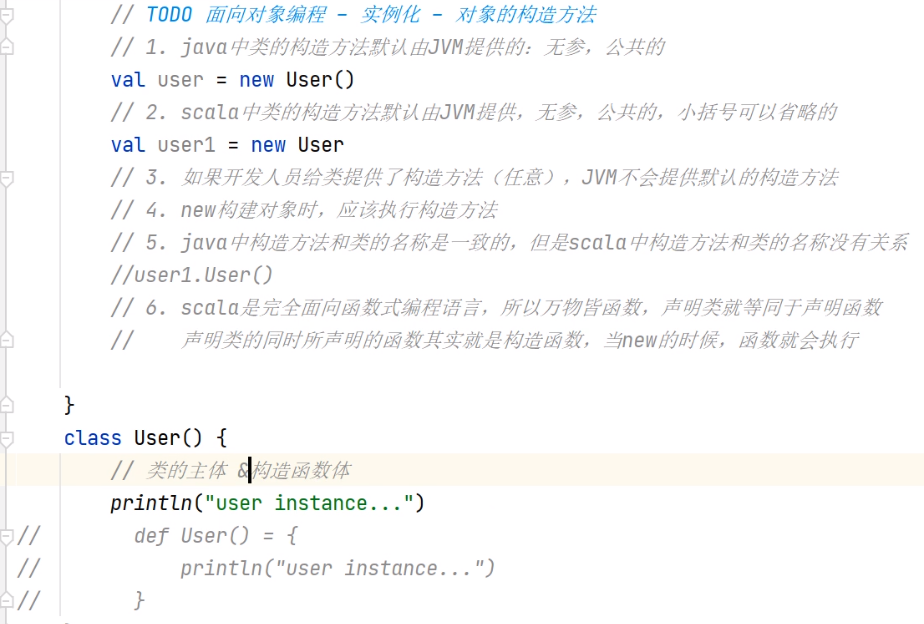 // TODO 面向对象编程 - 实例化 - 对象的构造方法
// 1. java中类的构造方法默认由JVM提供的：无参，公共的
val user = new User()
// 2. scala中类的构造方法默认由JVM提供，无参，公共的，小括号可以省略的
val user1 = new User
// 3. 如果开发人员给类提供了构造方法（任意），JVM不会提供默认的构造方法
// 4. new构建对象时，应该执行构造方法
// 5. java中构造方法和类的名称是一致的，但是scala中构造方法和类的名称没有关系
//user1.User()
// 6. scala是完全面向函数式编程语言，所以万物皆函数，声明类就等同于声明函数
//    声明类的同时所声明的函数其实就是构造函数，当new的时候，函数就会执行
}
class User() {
// 类的主体 &构造函数体
println("user instance...")
//        def User() = {
//            println("user instance...")
//        }